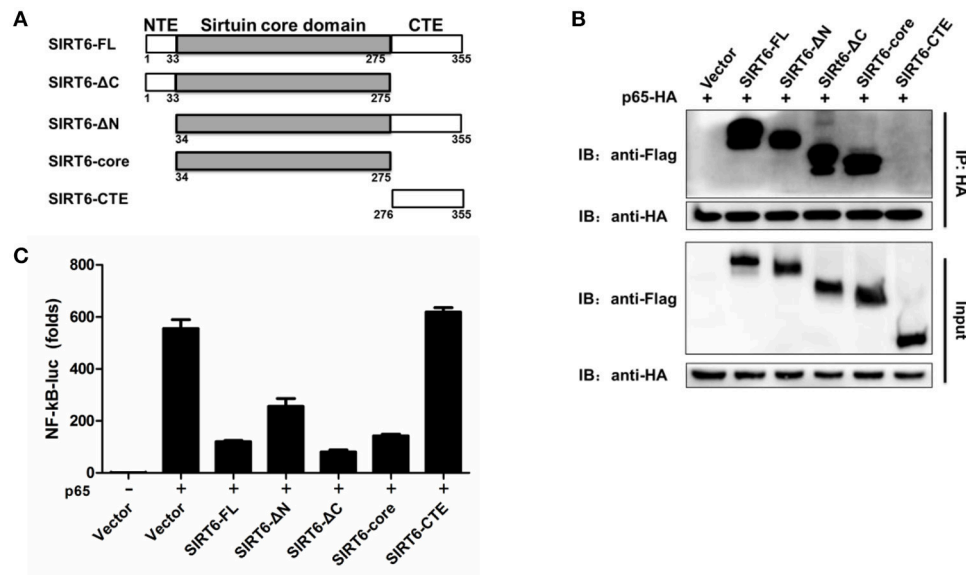 A
NTE Sirtuin core domain CTE
SIRT6-FL
1 33 275 355
SIRT6-ΔC
1 33 275
SIRT6-ΔN
34 355
SIRT6-core
34 275
SIRT6-CTE
276 355
B
Vector SIRT6-FL SIRT6-ΔN SIRt6-ΔC SIRT6-core SIRT6-CTE
p65-HA + + + + + +
IB: anti-Flag
IB: anti-HA
IP: HA
IB: anti-Flag
IB: anti-HA
Input
C
NF-kB-luc (folds)
800
600
400
200
0
p65 – + + + + + +
Vector Vector SIRT6-FL SIRT6-ΔN SIRT6-ΔC SIRT6-core SIRT6-CTE